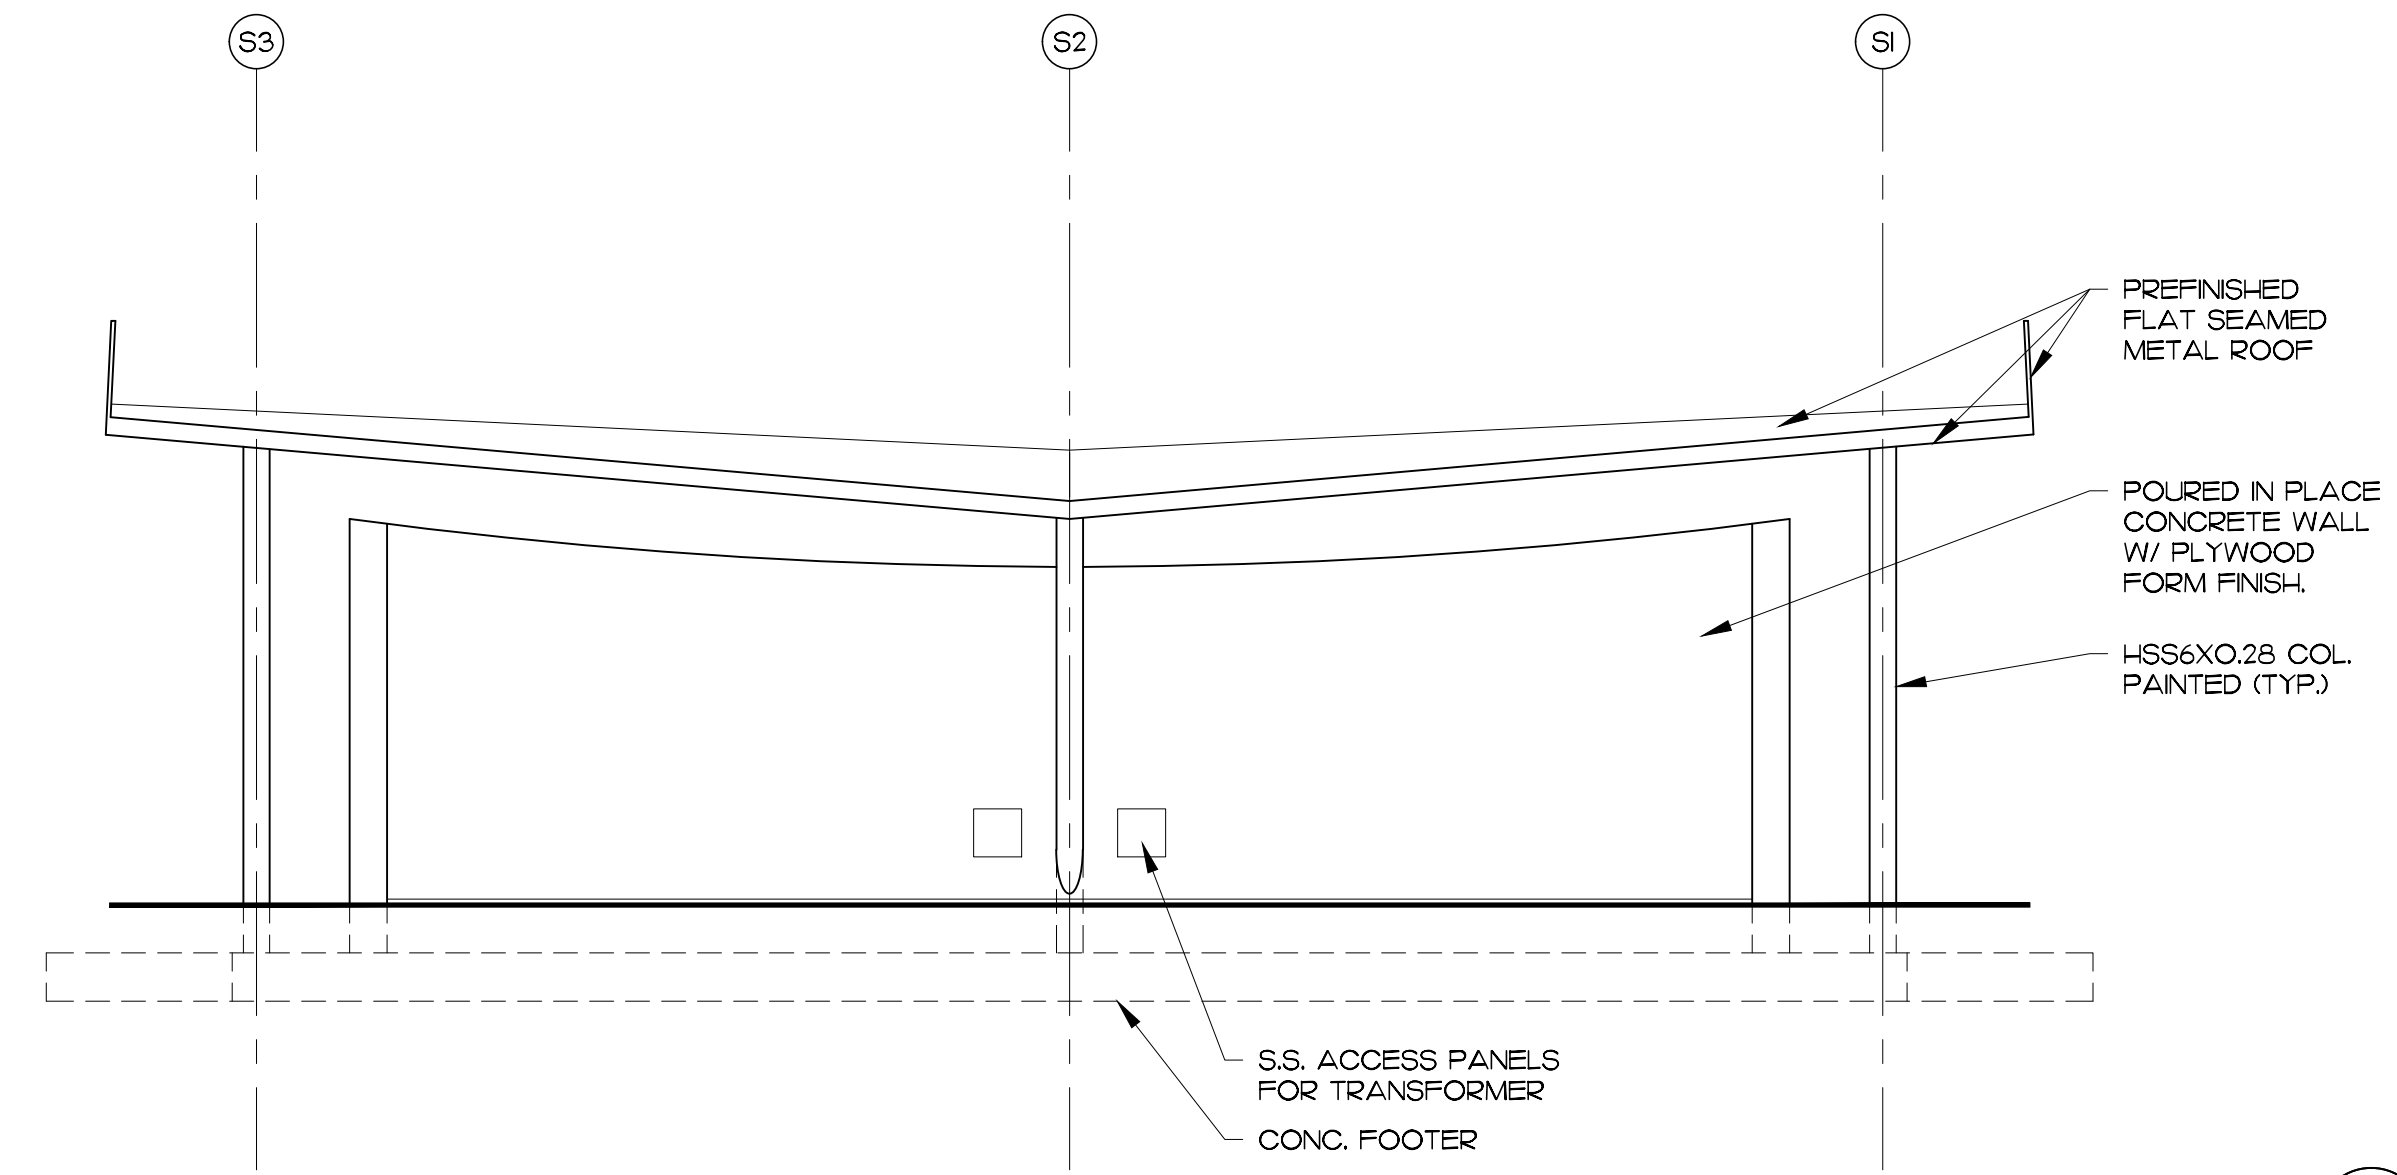 S3
S2
S1
PREFINISHED
FLAT SEAMED
METAL ROOF
POURED IN PLACE
CONCRETE WALL
W/ PLYWOOD
FORM FINISH.
HSS6X0.28 COL.
PAINTED (TYP.)
S.S. ACCESS PANELS
FOR TRANSFORMER
CONC. FOOTER